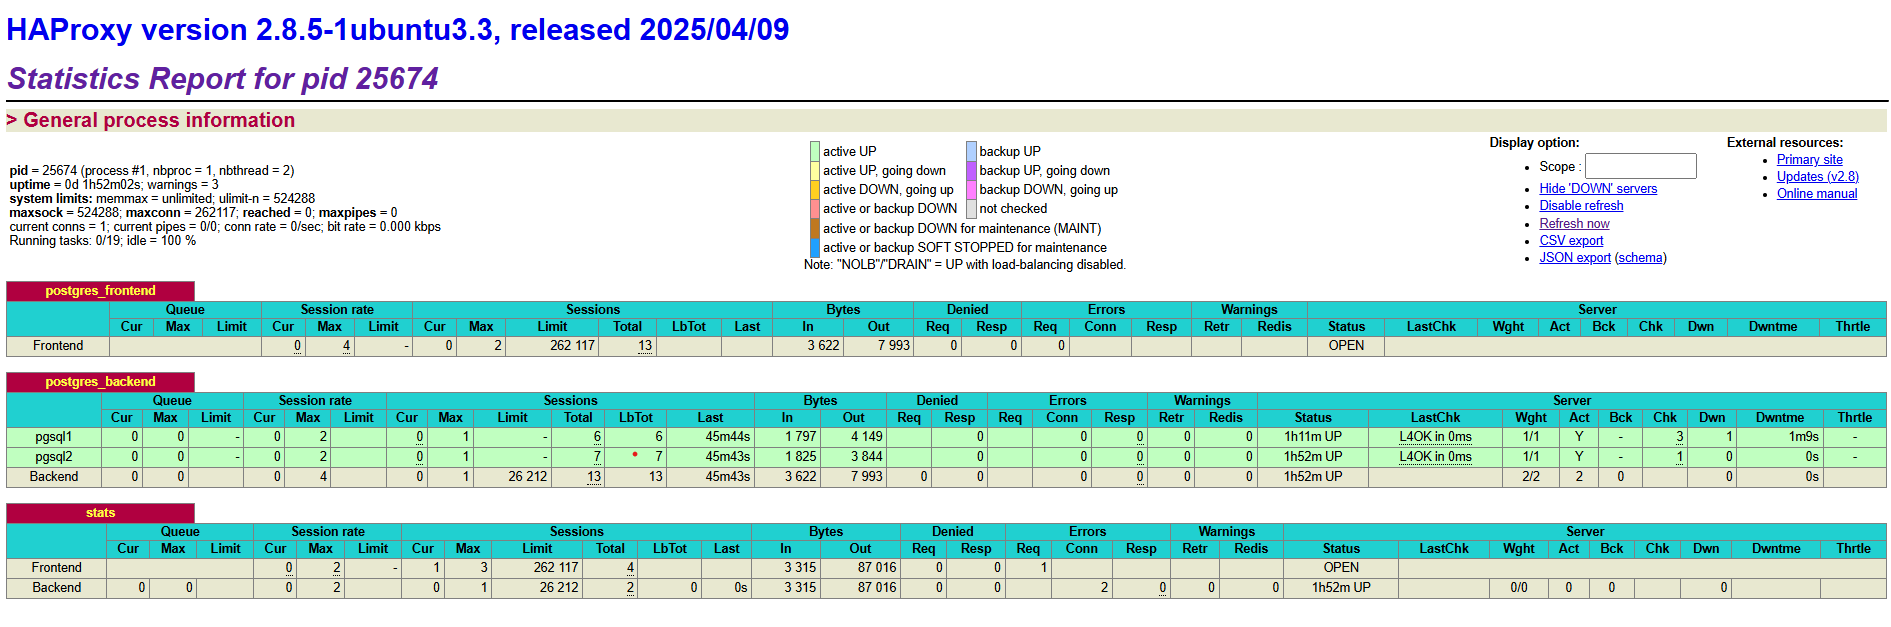 HAProxy version 2.8.5-1ubuntu3.3, released 2025/04/09
Statistics Report for pid 25674
> General process information
pid = 25674 (process #1, nbproc = 1, nbthread = 2)
uptime = 0d 1h52m02s; warnings = 3
system limits: memmax = unlimited; ulimit-n = 524288
maxsock = 524288; maxconn = 262117; reached = 0; maxpipes = 0
current conns = 1; current pipes = 0/0; conn rate = 0/sec; bit rate = 0.000 kbps
Running tasks: 0/19; idle = 100 %
active UP backup UP
active UP, going down backup UP, going down
active DOWN, going up backup DOWN, going up
active or backup DOWN not checked
active or backup DOWN for maintenance (MAINT)
active or backup SOFT STOPPED for maintenance
Note: "NOLB"/"DRAIN" = UP with load-balancing disabled.
Display option:
Scope :
Hide 'DOWN' servers
Disable refresh
Refresh now
CSV export
JSON export (schema)
External resources:
Primary site
Updates (v2.8)
Online manual
postgres_frontend
Queue Session rate Sessions Bytes Denied Errors Warnings Server
Cur Max Limit Cur Max Limit Cur Max Limit Total LbTot Last In Out Req Resp Req Conn Resp Retr Redis Status LastChk Wght Act Bck Chk Dwn Dwntme Thrtle
Frontend 0 4 - 0 2 262 117 13 3 622 7 993 0 0 0 OPEN
postgres_backend
Queue Session rate Sessions Bytes Denied Errors Warnings Server
Cur Max Limit Cur Max Limit Cur Max Limit Total LbTot Last In Out Req Resp Req Conn Resp Retr Redis Status LastChk Wght Act Bck Chk Dwn Dwntme Thrtle
pgsql1 0 0 - 0 2 0 1 - 6 6 45m44s 1 797 4 149 0 0 0 0 0 1h11m UP L4OK in 0ms 1/1 Y - 3 1 1m9s -
pgsql2 0 0 - 0 2 0 1 - 7 7 45m43s 1 825 3 844 0 0 0 0 0 1h52m UP L4OK in 0ms 1/1 Y - 1 0 0s -
Backend 0 0 0 4 0 1 26 212 13 13 45m43s 3 622 7 993 0 0 0 0 0 0 1h52m UP 2/2 2 0 0 0s
stats
Queue Session rate Sessions Bytes Denied Errors Warnings Server
Cur Max Limit Cur Max Limit Cur Max Limit Total LbTot Last In Out Req Resp Req Conn Resp Retr Redis Status LastChk Wght Act Bck Chk Dwn Dwntme Thrtle
Frontend 0 2 - 1 3 262 117 4 3 315 87 016 0 0 1 OPEN
Backend 0 0 0 2 0 1 26 212 2 0 0s 3 315 87 016 0 0 2 0 0 0 1h52m UP 0/0 0 0 0